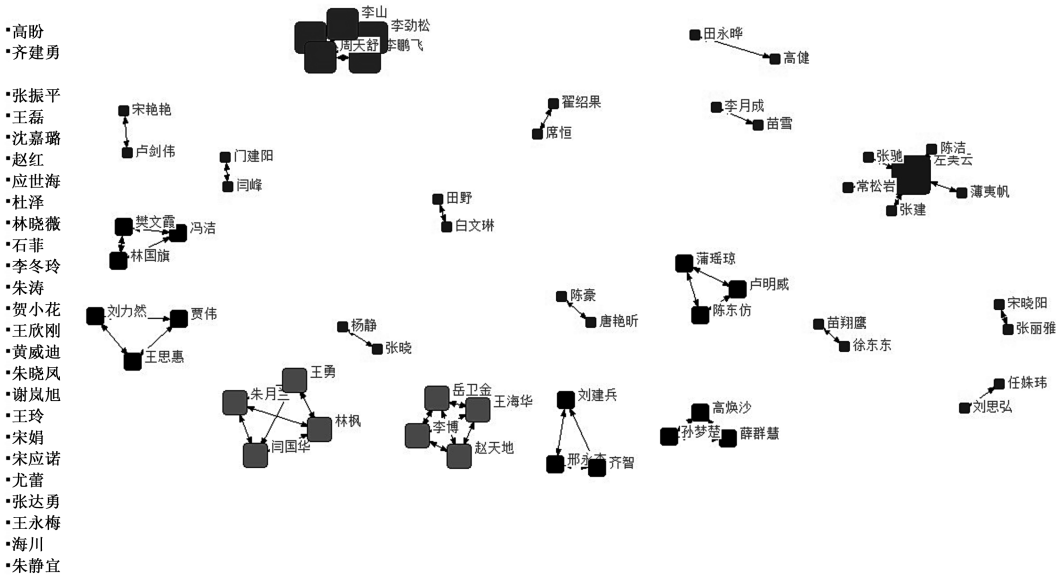 高盼
齐建勇
张振平
王磊
沈嘉璐
赵红
应世海
杜泽
林晓薇
石菲
李冬玲
朱涛
贺小花
王欣刚
黄威迪
朱晓凤
谢岚旭
王玲
宋娟
宋应诺
尤蕾
张达勇
王永梅
海川
朱静宜
李山
李劲松
周天舒
李鹏飞
田永晔
高健
宋艳艳
卢剑伟
门建阳
闫峰
翟绍果
席恒
李月成
苗雪
张驰
陈洁
常松岩
薄夷帆
张建
田野
白文琳
樊文霞
冯洁
林国旗
蒲瑶琼
卢明威
陈东仿
刘力然
贾伟
王思惠
杨静
张晓
陈豪
唐艳昕
苗翔鹰
徐东东
宋晓阳
张丽雅
王勇
朱月兰
林枫
闫国华
岳卫金
王海华
李博
赵天地
刘建兵
齐智
高焕沙
孙梦楚
薛群慧
任姝玮
刘思弘